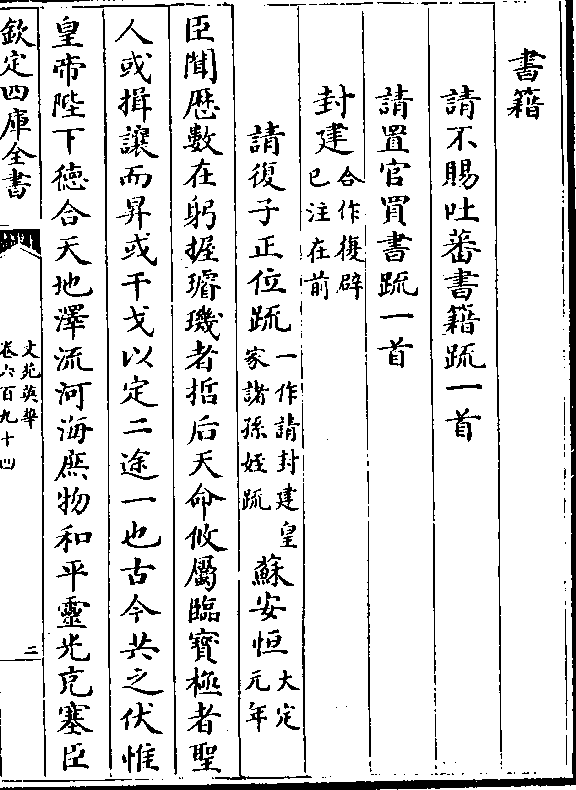 書籍
請不賜吐蕃書籍疏一首
請置官買書疏一首
封建合作復辟已注在前
請復子正位疏一作請封建皇家諸孫姪疏 蘇安恒大定元年
臣聞歴數在躬握璿璣者哲后天命攸屬臨寳極者聖
人或揖讓而昇或干戈以定二途一也古今共之伏惟
皇帝陛下徳合天地澤流河海庶物和平靈光充塞臣
欽定四庫全書
文苑英華
卷六百九十四
三